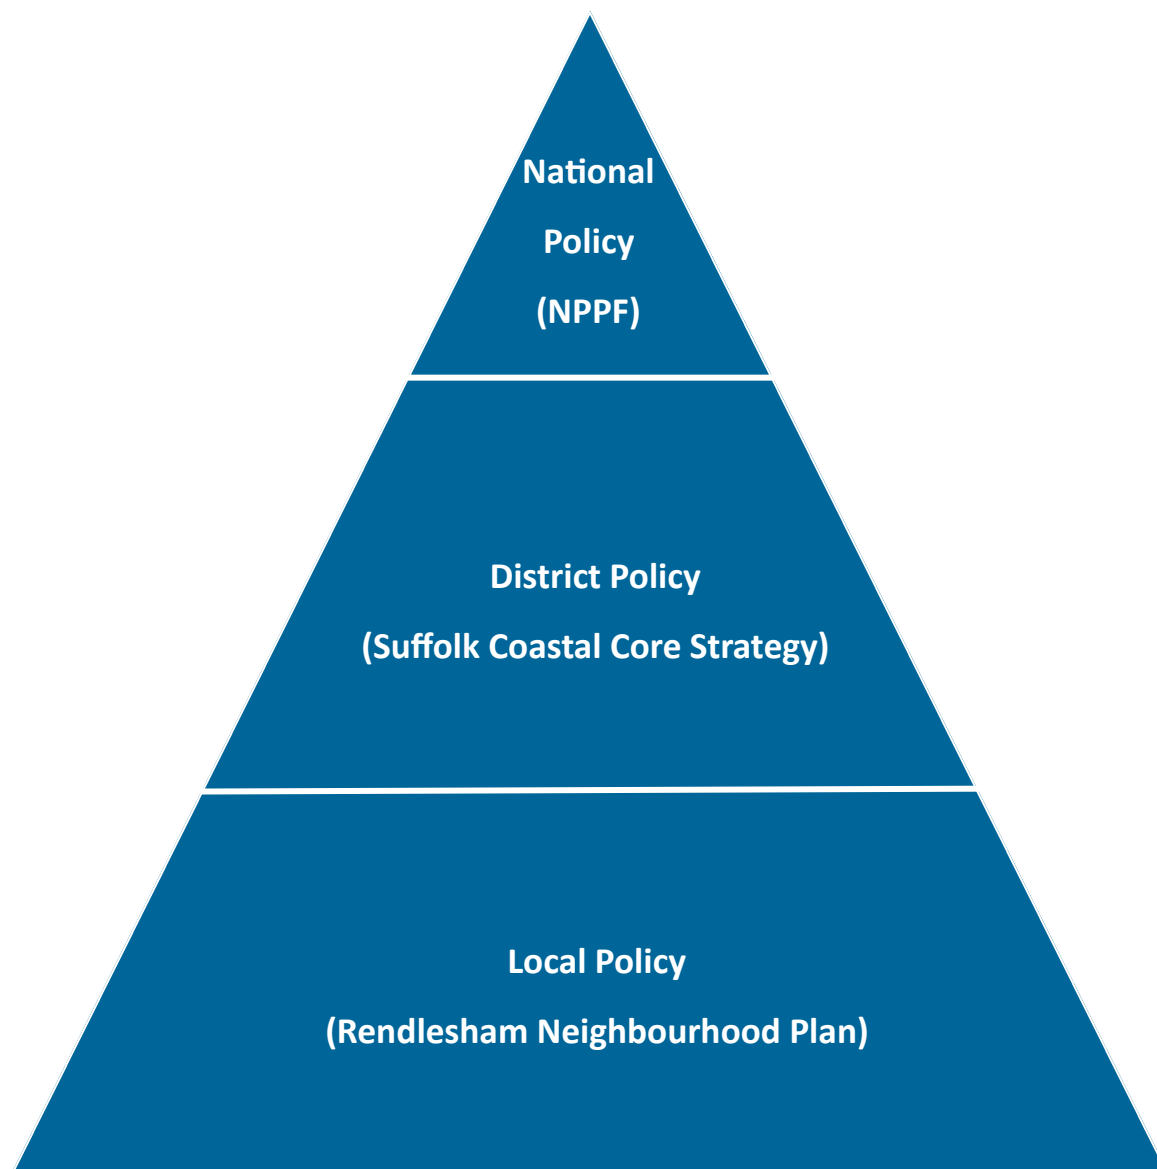 National
Policy
(NPPF)
District Policy
(Suffolk Coastal Core Strategy)
Local Policy
(Rendlesham Neighbourhood Plan)